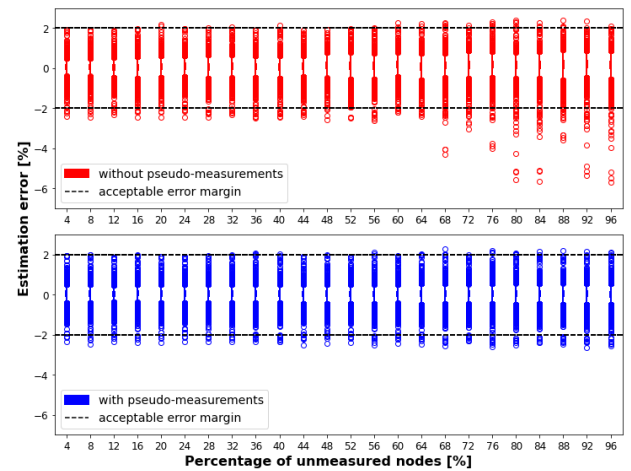 Estimation error [%]
2
0
−2
−4
−6
without pseudo-measurements
acceptable error margin
4 8 12 16 20 24 28 32 36 40 44 48 52 56 60 64 68 72 76 80 84 88 92 96
2
0
−2
−4
−6
with pseudo-measurements
acceptable error margin
4 8 12 16 20 24 28 32 36 40 44 48 52 56 60 64 68 72 76 80 84 88 92 96
Percentage of unmeasured nodes [%]